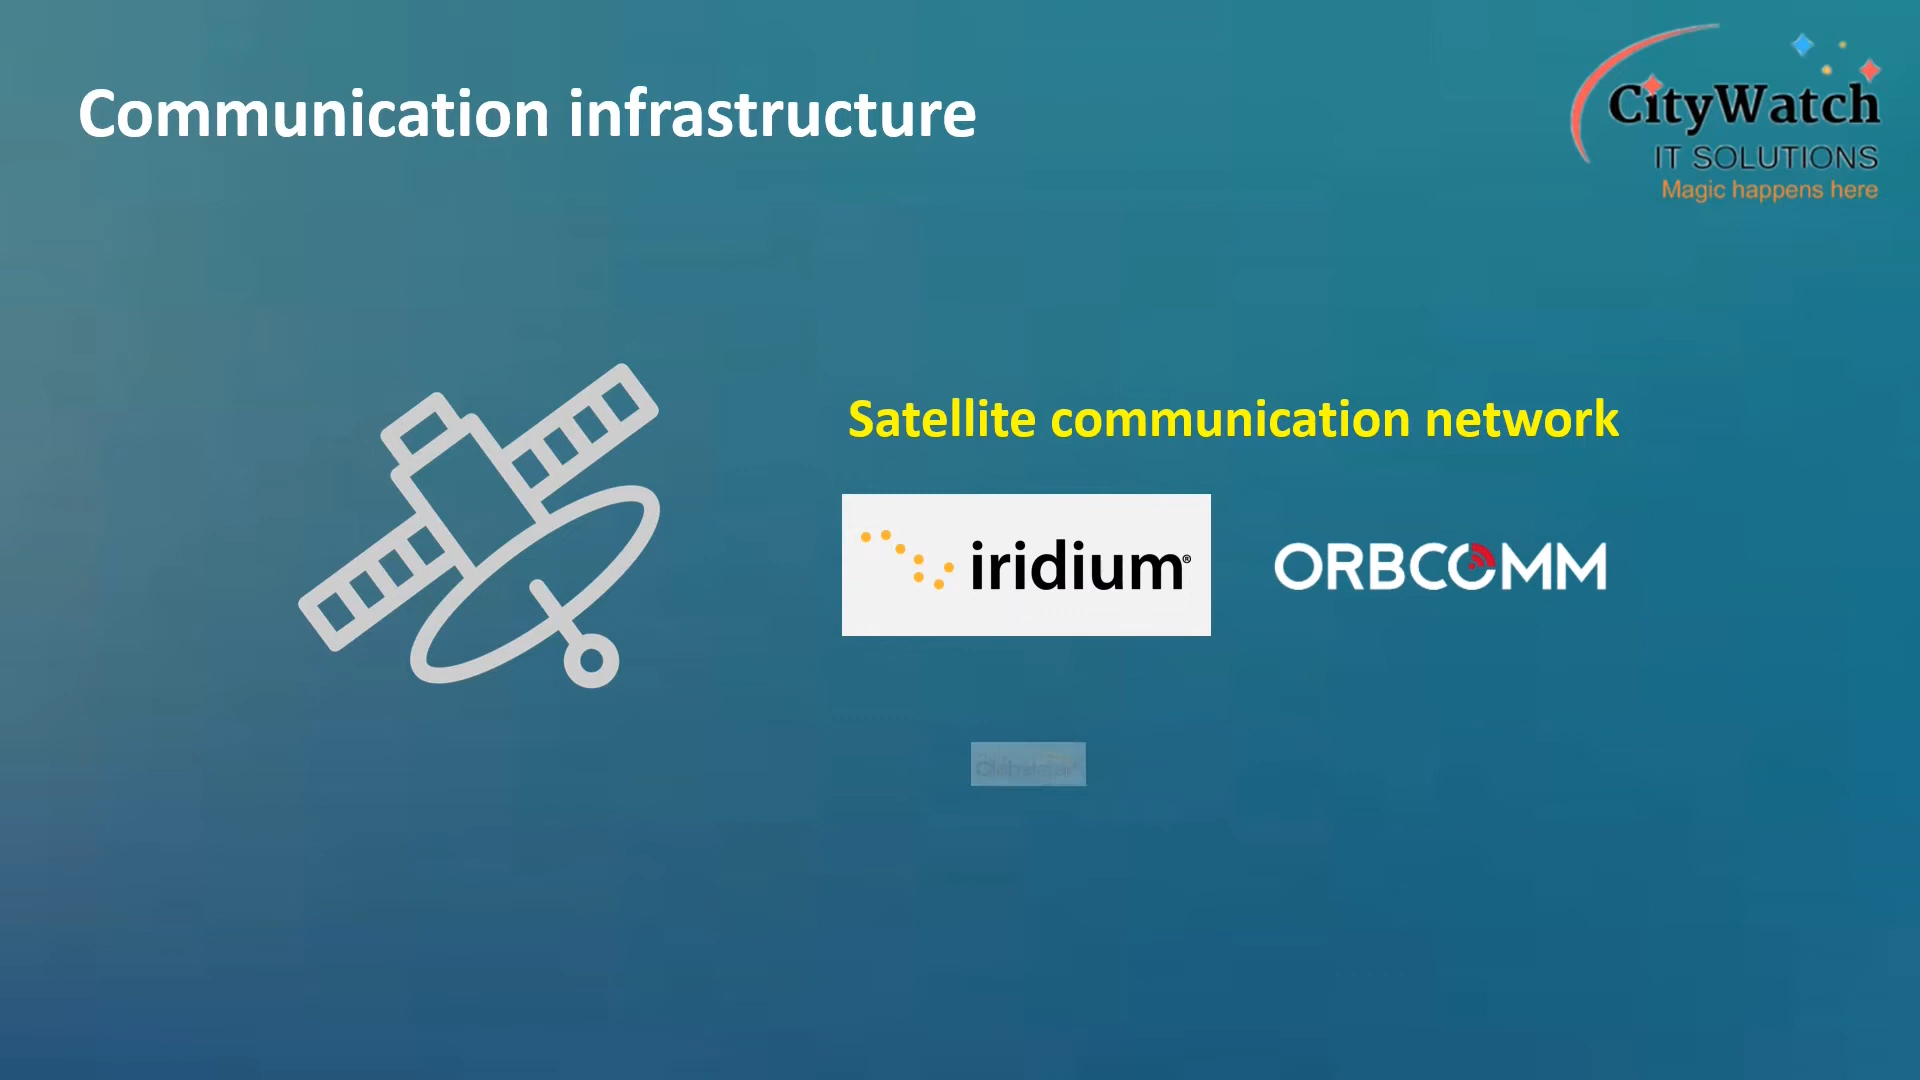 Communication infrastructure
CityWatch
IT SOLUTIONS
Magic happens here
Satellite communication network
iridium®
ORBCOMM